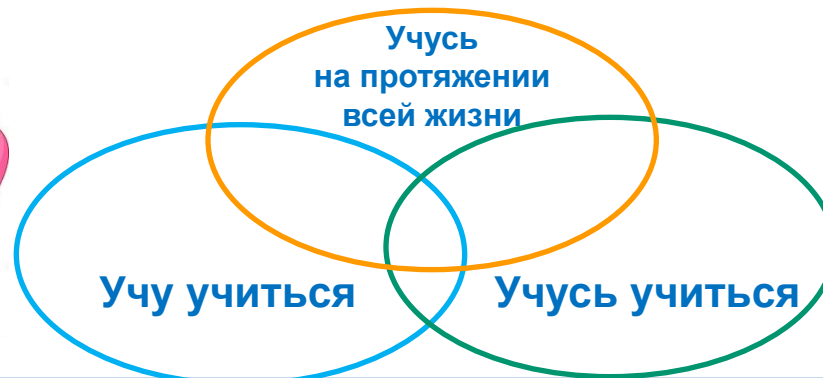 Учусь
на протяжении
всей жизни
Учу учиться
Учусь учиться